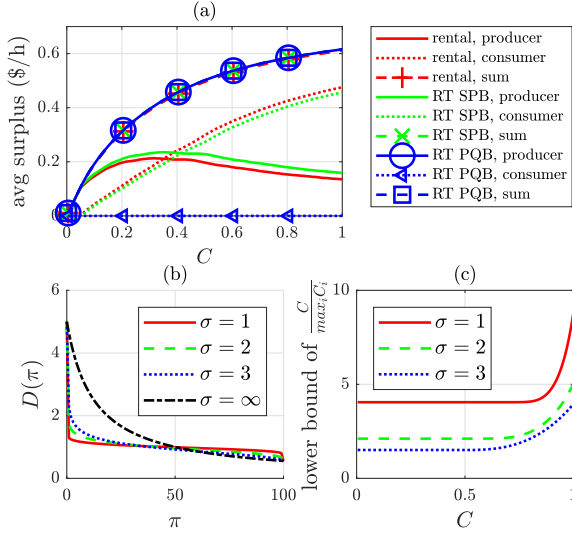 (a)
avg surplus ($/h)
0.6
0.4
0.2
0
0 0.2 0.4 0.6 0.8 1
C
rental, producer
rental, consumer
rental, sum
RT SPB, producer
RT SPB, consumer
RT SPB, sum
RT PQB, producer
RT PQB, consumer
RT PQB, sum
(b)
D(π)
6
4
2
0
0 50 100
π
σ = 1
σ = 2
σ = 3
σ = ∞
(c)
lower bound of C/max_i C_i
10
5
0
0 0.5 1
C
σ = 1
σ = 2
σ = 3